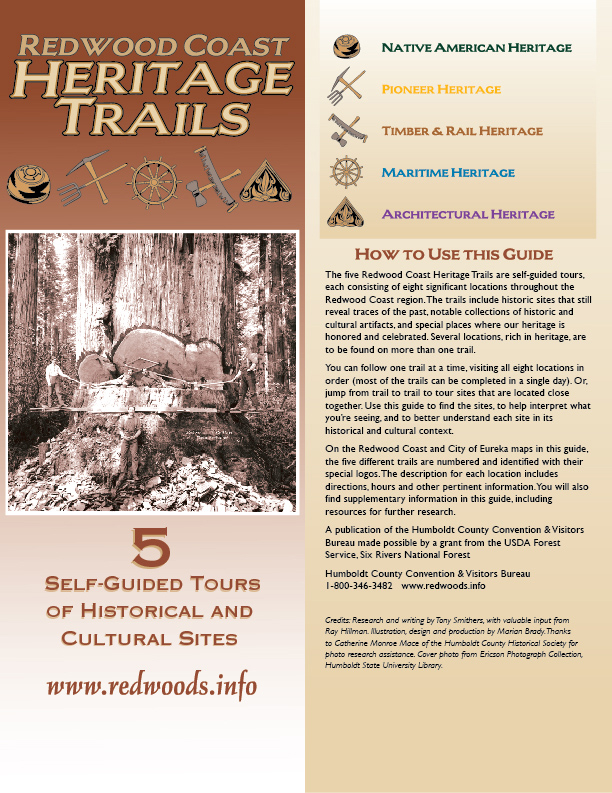 REDWOOD COAST
HERITAGE
TRAILS
5
SELF-GUIDED TOURS
OF HISTORICAL AND
CULTURAL SITES
www.redwoods.info
NATIVE AMERICAN HERITAGE
PIONEER HERITAGE
TIMBER & RAIL HERITAGE
MARITIME HERITAGE
ARCHITECTURAL HERITAGE
HOW TO USE THIS GUIDE
The five Redwood Coast Heritage Trails are self-guided tours,
each consisting of eight significant locations throughout the
Redwood Coast region. The trails include historic sites that still
reveal traces of the past, notable collections of historic and
cultural artifacts, and special places where our heritage is
honored and celebrated. Several locations, rich in heritage, are
to be found on more than one trail.
You can follow one trail at a time, visiting all eight locations in
order (most of the trails can be completed in a single day). Or,
jump from trail to trail to tour sites that are located close
together. Use this guide to find the sites, to help interpret what
you're seeing, and to better understand each site in its
historical and cultural context.
On the Redwood Coast and City of Eureka maps in this guide,
the five different trails are numbered and identified with their
special logos. The description for each location includes
directions, hours and other pertinent information. You will also
find supplementary information in this guide, including
resources for further research.
A publication of the Humboldt County Convention & Visitors
Bureau made possible by a grant from the USDA Forest
Service, Six Rivers National Forest
Humboldt County Convention & Visitors Bureau
1-800-346-3482 www.redwoods.info
Credits: Research and writing by Tony Smithers, with valuable input from
Ray Hillman. Illustration, design and production by Marian Brady. Thanks
to Catherine Monroe Mace of the Humboldt County Historical Society for
photo research assistance. Cover photo from Ericson Photograph Collection,
Humboldt State University Library.